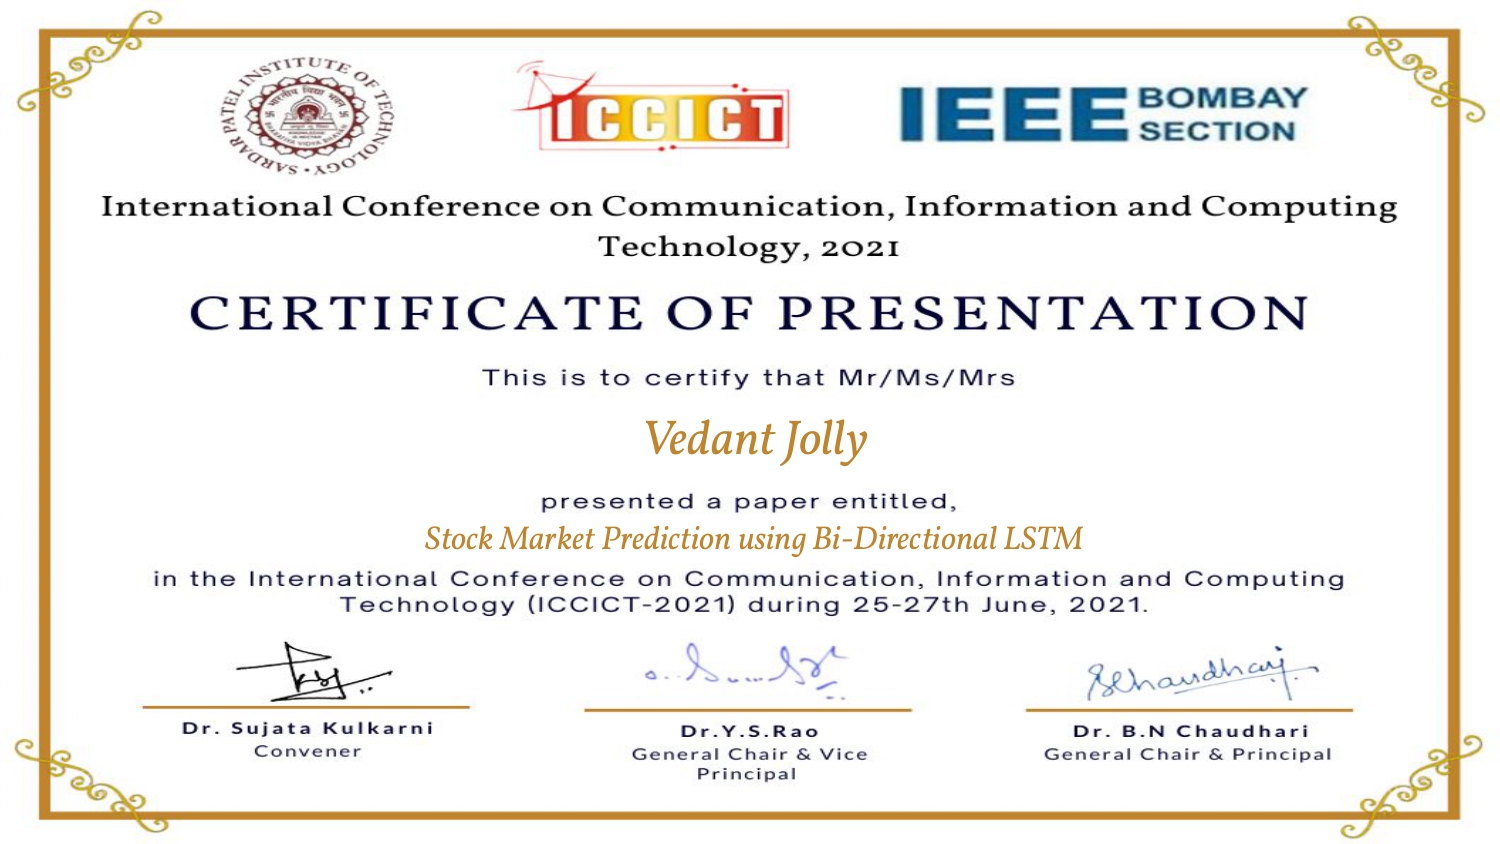 SARDAR PATEL INSTITUTE OF TECHNOLOGY
ICCICT
IEEE BOMBAY SECTION
International Conference on Communication, Information and Computing
Technology, 2021
CERTIFICATE OF PRESENTATION
This is to certify that Mr/Ms/Mrs
Vedant Jolly
presented a paper entitled,
Stock Market Prediction using Bi-Directional LSTM
in the International Conference on Communication, Information and Computing
Technology (ICCICT-2021) during 25-27th June, 2021.
Dr. Sujata Kulkarni
Convener
Dr.Y.S.Rao
General Chair & Vice
Principal
Dr. B.N Chaudhari
General Chair & Principal